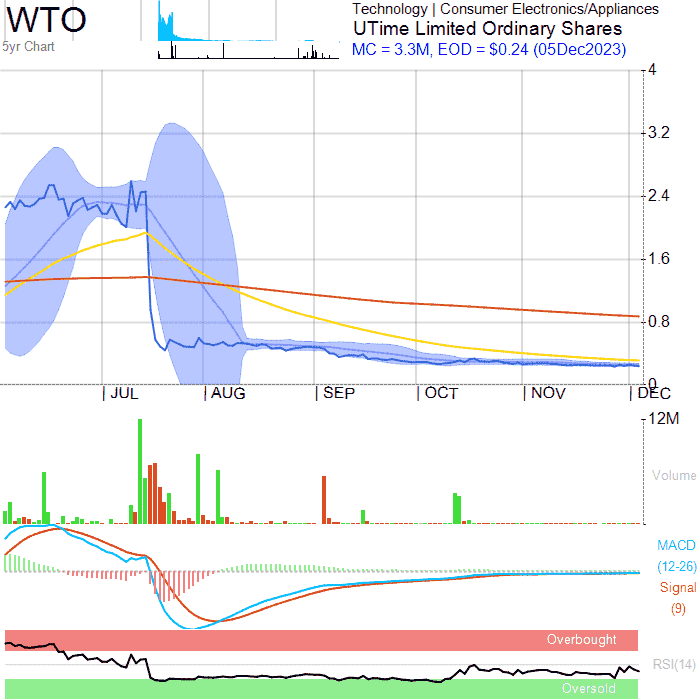 WTO
5yr Chart
Technology | Consumer Electronics/Appliances
UTime Limited Ordinary Shares
MC = 3.3M, EOD = $0.24 (05Dec2023)
4
3.2
2.4
1.6
0.8
0
JUL
AUG
SEP
OCT
NOV
DEC
12M
Volume
MACD
(12-26)
Signal
(9)
Overbought
RSI(14)
Oversold